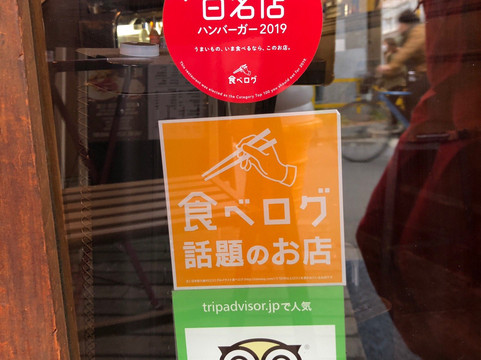 百名店
ハンバーガー 2019
うまいもの、いま食べるなら、このお店。
食べログ
食べログ
話題のお店
tripadvisor.jpで人気